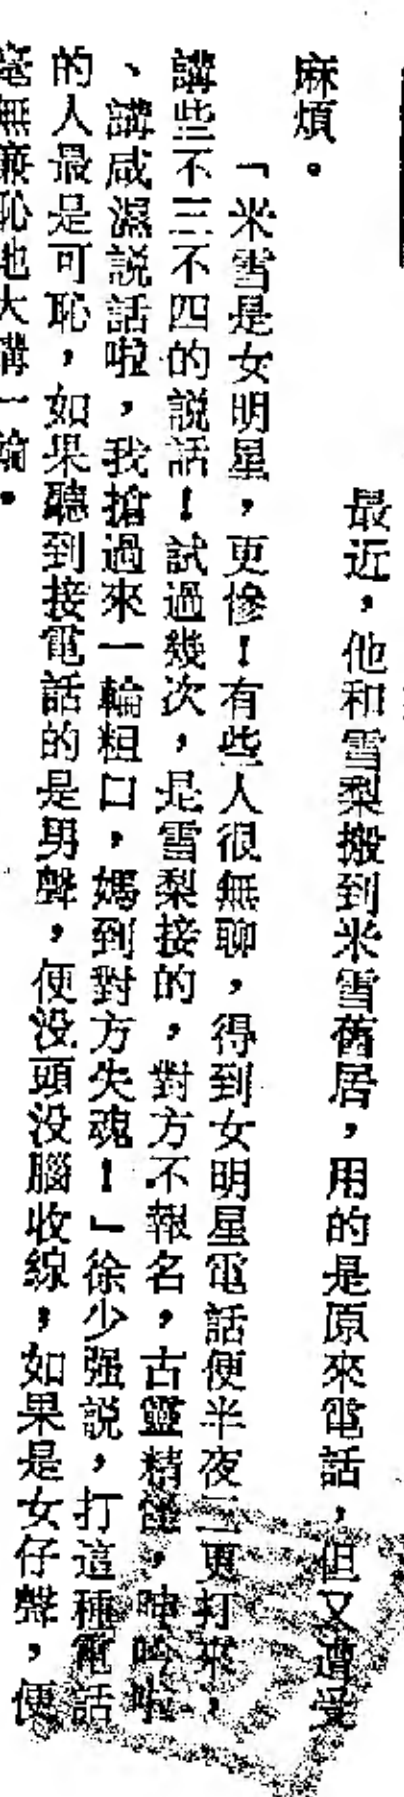 最近，他和雪梨搬到米雪舊居，用的是原來電話，但又遭受
麻煩。
「米雪是女明星，更慘！有些人很無聊，得到女明星電話便半夜三更打來，
講些不三不四的説話！試過幾次，是雪梨接的，對方不報名，古靈精怪，呻吟啦
、講咸濕説話啦，我搶過來一輪粗口，媽到對方失魂！」徐少强説，打這種電話
的人最是可恥，如果聽到接電話的是男聲，便没頭没腦收線，如果是女仔聲，便
毫無廉恥地大講一輪。